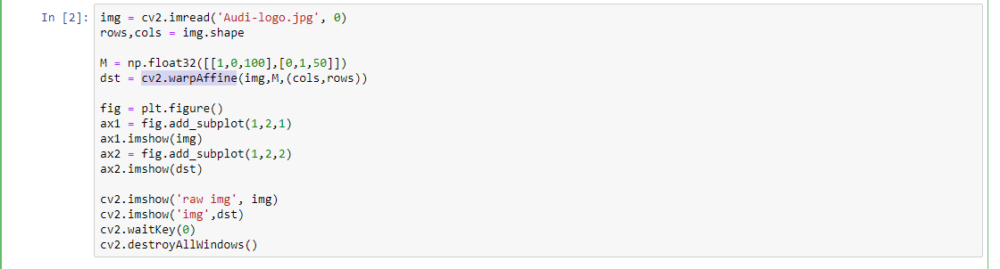 In [2]: img = cv2.imread('Audi-logo.jpg', 0)
rows,cols = img.shape
M = np.float32([[1,0,100],[0,1,50]])
dst = cv2.warpAffine(img,M,(cols,rows))
fig = plt.figure()
ax1 = fig.add_subplot(1,2,1)
ax1.imshow(img)
ax2 = fig.add_subplot(1,2,2)
ax2.imshow(dst)
cv2.imshow('raw img', img)
cv2.imshow('img',dst)
cv2.waitKey(0)
cv2.destroyAllWindows()